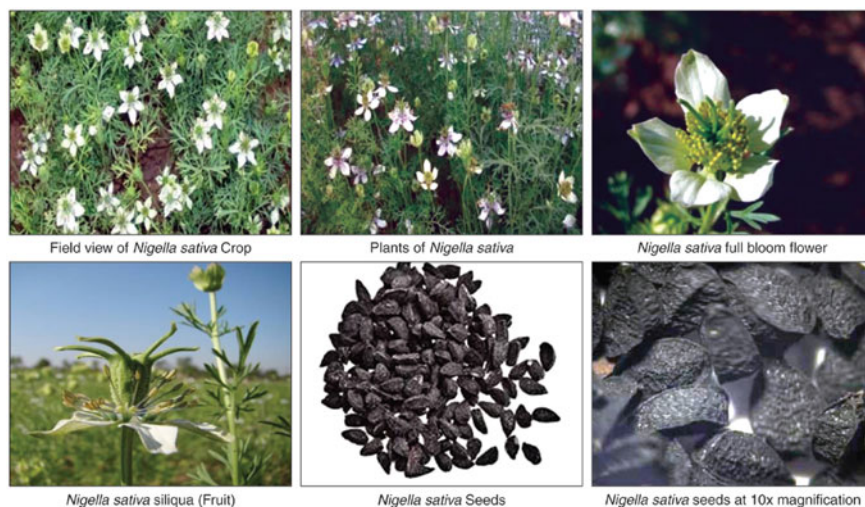 Field view of Nigella sativa Crop
Plants of Nigella sativa
Nigella sativa full bloom flower
Nigella sativa siliqua (Fruit)
Nigella sativa Seeds
Nigella sativa seeds at 10x magnification